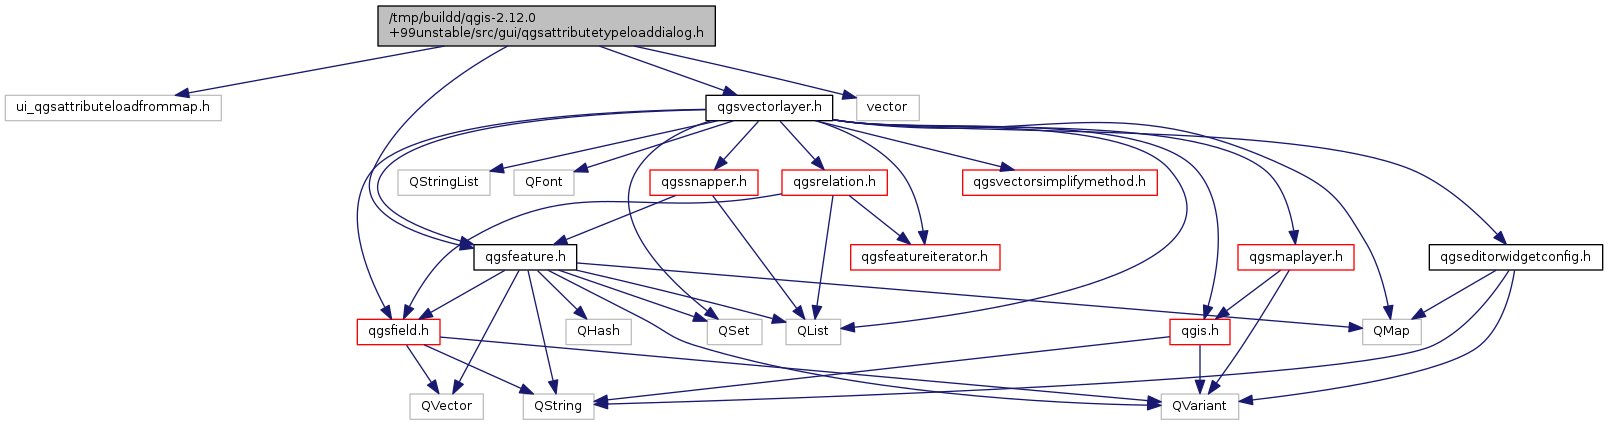 /tmp/buildd/qgis-2.12.0
+99unstable/src/gui/qgsattributetypeloaddialog.h
ui_qgsattributeloadfrommap.h
qgsvectorlayer.h
vector
QStringList
QFont
qgssnapper.h
qgsrelation.h
qgsvectorsimplifymethod.h
qgsfeature.h
qgsfeatureiterator.h
qgsmaplayer.h
qgseditorwidgetconfig.h
qgsfield.h
QHash
QSet
QList
qgis.h
QMap
QVector
QString
QVariant